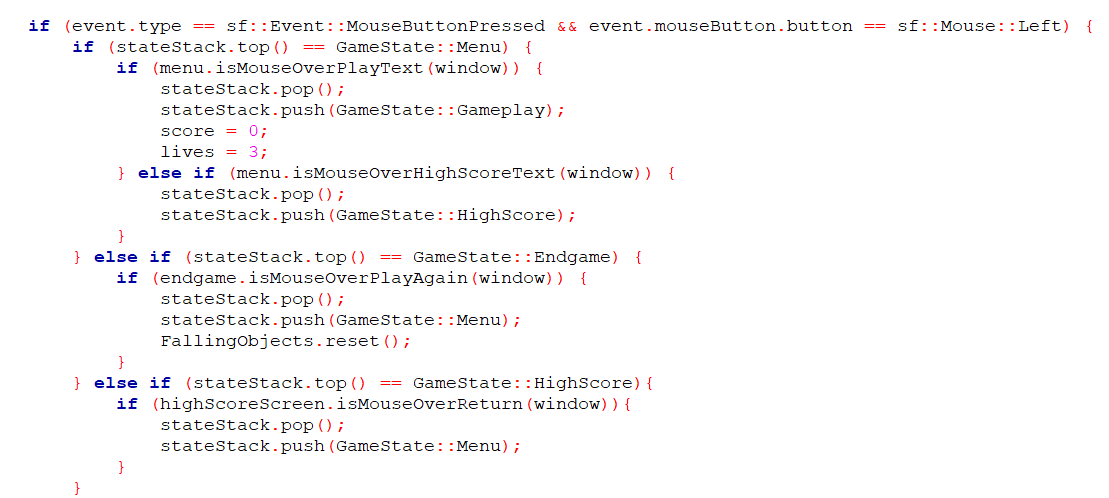 if (event.type == sf::Event::MouseButtonPressed && event.mouseButton.button == sf::Mouse::Left) {
    if (stateStack.top() == GameState::Menu) {
        if (menu.isMouseOverPlayText(window)) {
            stateStack.pop();
            stateStack.push(GameState::Gameplay);
            score = 0;
            lives = 3;
        } else if (menu.isMouseOverHighScoreText(window)) {
            stateStack.pop();
            stateStack.push(GameState::HighScore);
        }
    } else if (stateStack.top() == GameState::Endgame) {
        if (endgame.isMouseOverPlayAgain(window)) {
            stateStack.pop();
            stateStack.push(GameState::Menu);
            FallingObjects.reset();
        }
    } else if (stateStack.top() == GameState::HighScore){
        if (highScoreScreen.isMouseOverReturn(window)){
            stateStack.pop();
            stateStack.push(GameState::Menu);
        }
    }